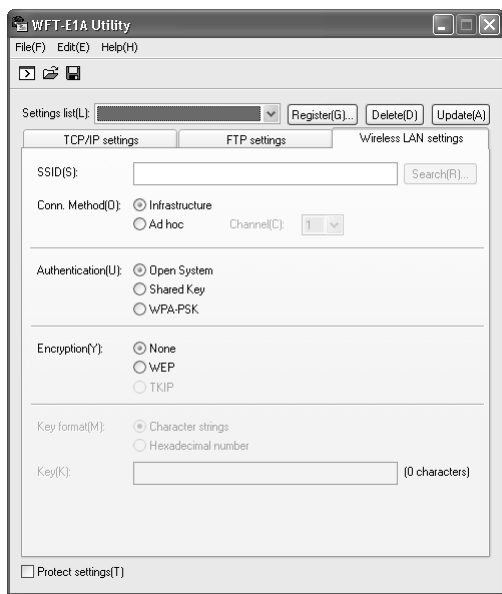 WFT-E1A Utility
File(F) Edit(E) Help(H)
Settings list(L): Register(G)... Delete(D) Update(A)
TCP/IP settings FTP settings Wireless LAN settings
SSID(S): Search(R)...
Conn. Method(O): Infrastructure
Ad hoc Channel(C): 1
Authentication(U): Open System
Shared Key
WPA-PSK
Encryption(Y): None
WEP
TKIP
Key format(M): Character strings
Hexadecimal number
Key(K): (0 characters)
Protect settings(T)